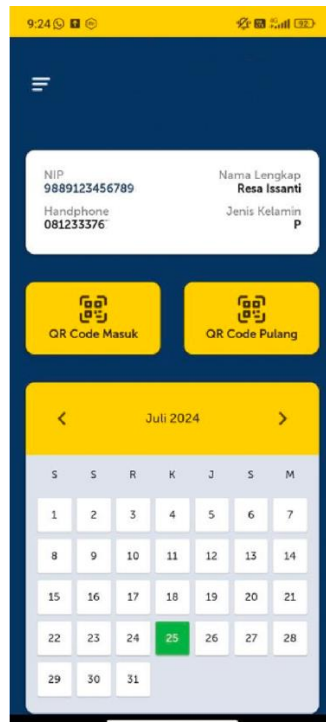 9:24
92
NIP
Nama Lengkap
9889123456789
Resa Issanti
Handphone
Jenis Kelamin
081233376
P
QR Code Masuk
QR Code Pulang
Juli 2024
S S R K J S M
1 2 3 4 5 6 7
8 9 10 11 12 13 14
15 16 17 18 19 20 21
22 23 24 25 26 27 28
29 30 31